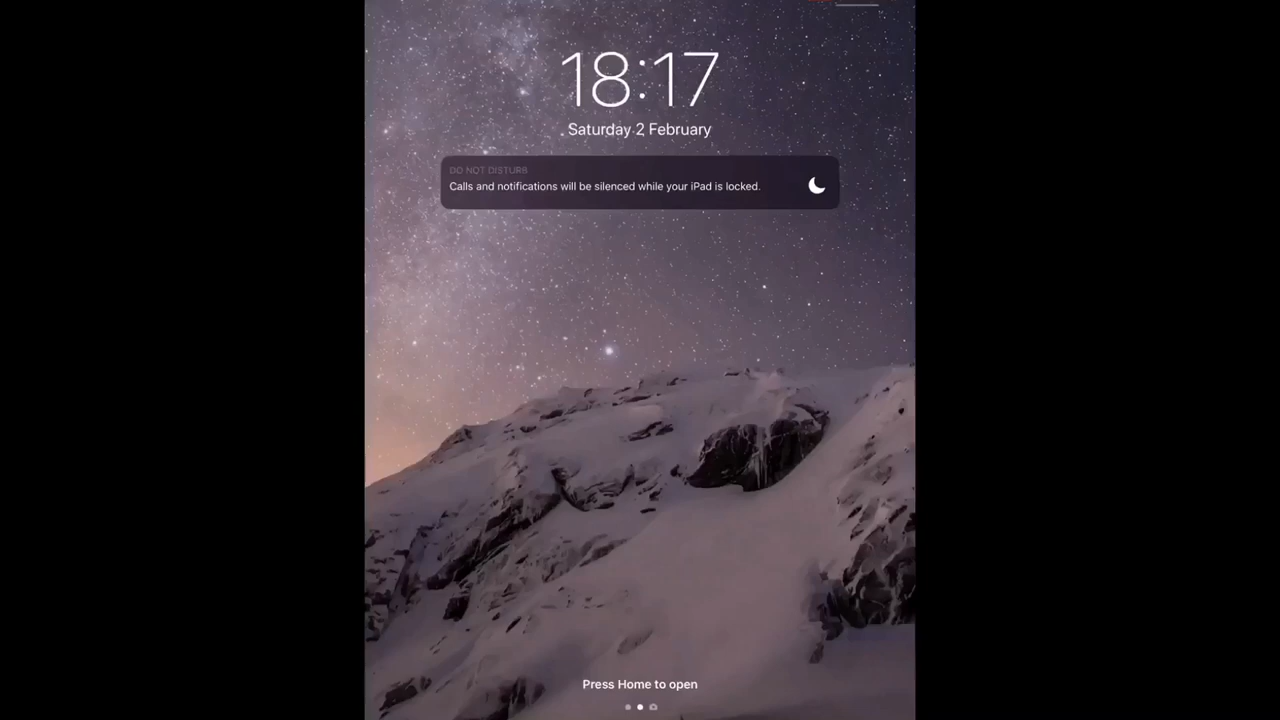 18:17
Saturday 2 February
DO NOT DISTURB
Calls and notifications will be silenced while your iPad is locked.
Press Home to open